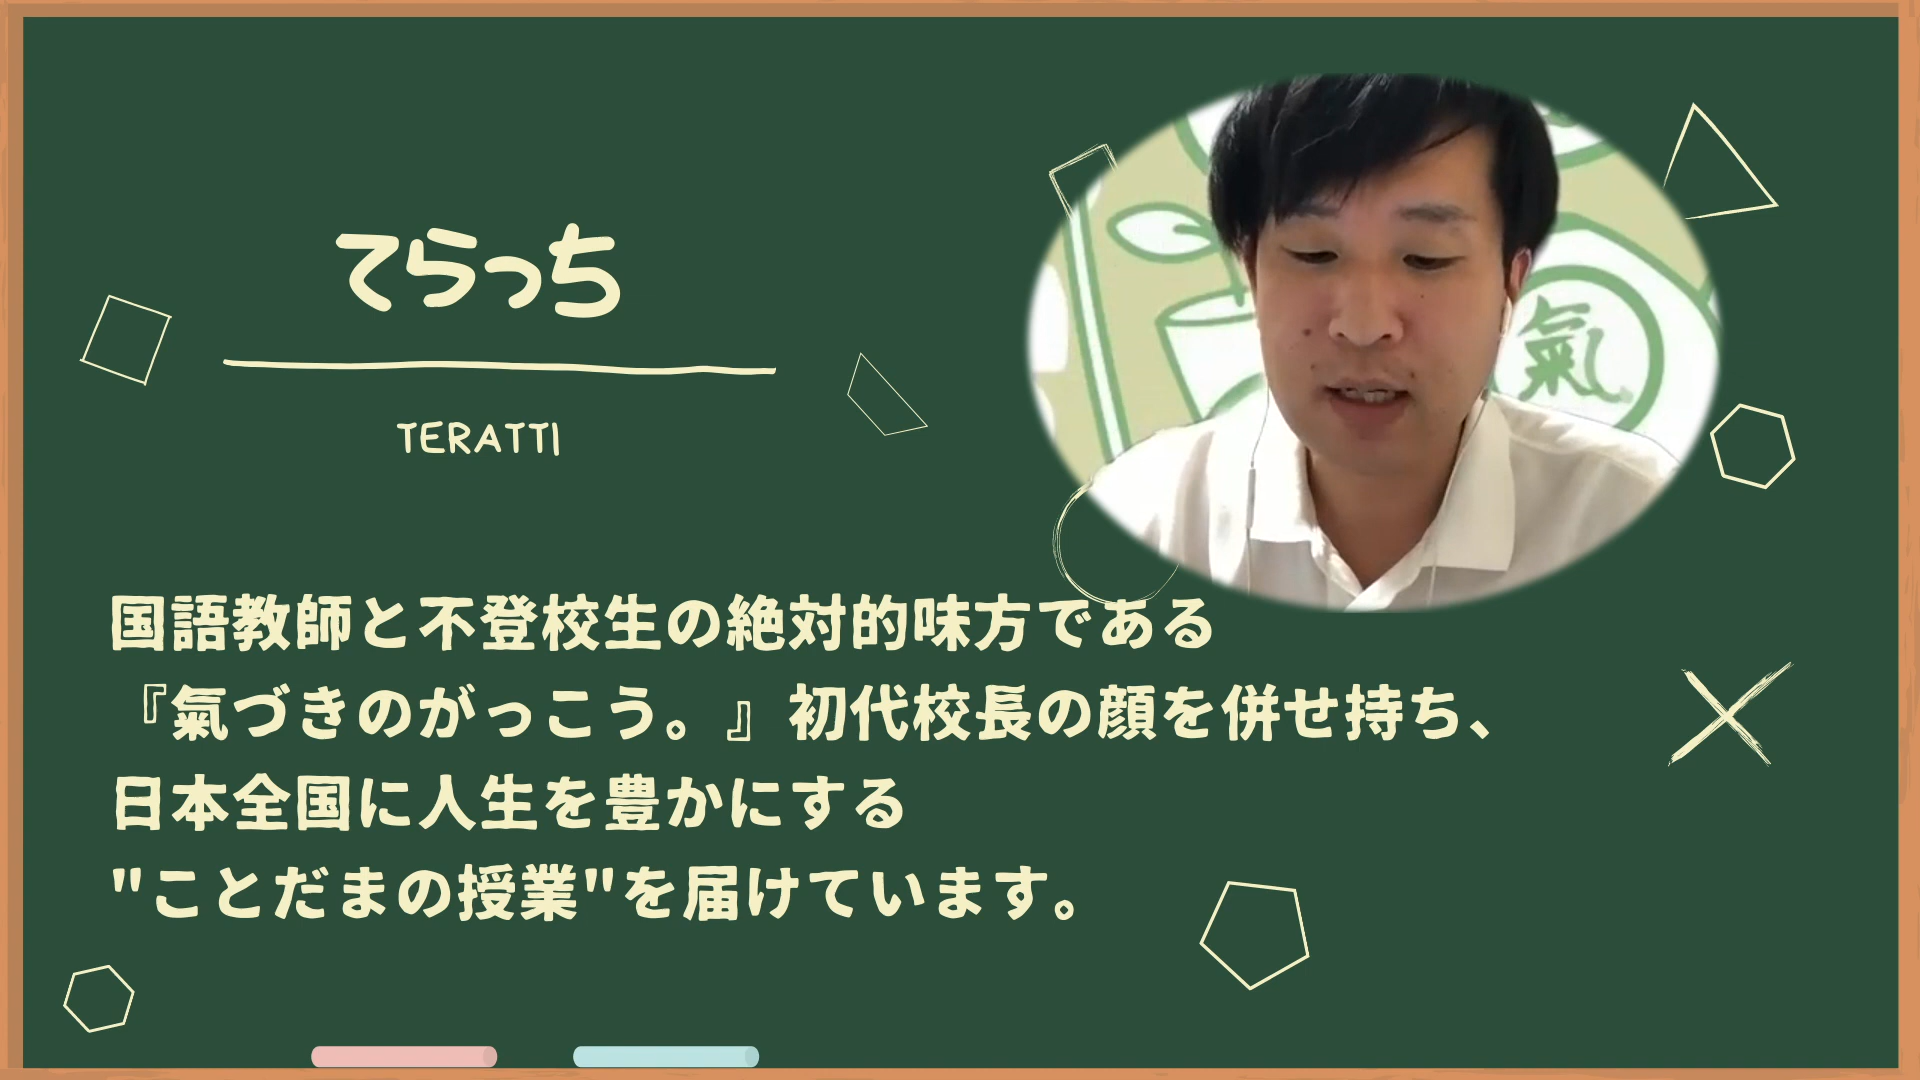 てらっち
TERATTI
氣
国語教師と不登校生の絶対的味方である
『氣づきのがっこう。』初代校長の顔を併せ持ち、
日本全国に人生を豊かにする
"ことだまの授業"を届けています。